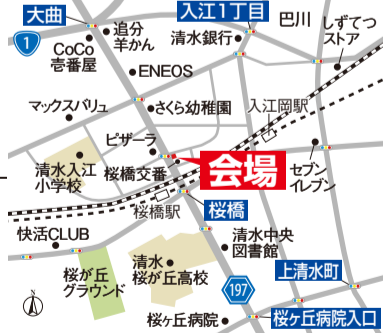 大曲
入江1丁目
巴川
しずてつ
ストア
1
追分
羊かん
清水銀行
CoCo
壱番屋
ENEOS
マックスバリュ
さくら幼稚園
入江岡駅
ピザーラ
清水入江
小学校
桜橋交番
会場
セブン
イレブン
桜橋駅
桜橋
快活CLUB
清水中央
図書館
桜が丘
グラウンド
清水
桜が丘高校
上清水町
197
桜ヶ丘病院
桜ヶ丘病院入口
N